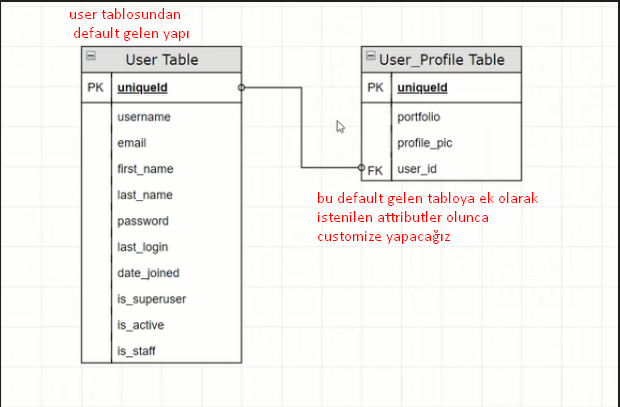 user tablosundan
default gelen yapı
User Table
PK uniqueId
username
email
first_name
last_name
password
last_login
date_joined
is_superuser
is_active
is_staff
User_Profile Table
PK uniqueId
portfolio
profile_pic
FK user_id
bu default gelen tabloya ek olarak
istenilen attributler olunca
customize yapacağız